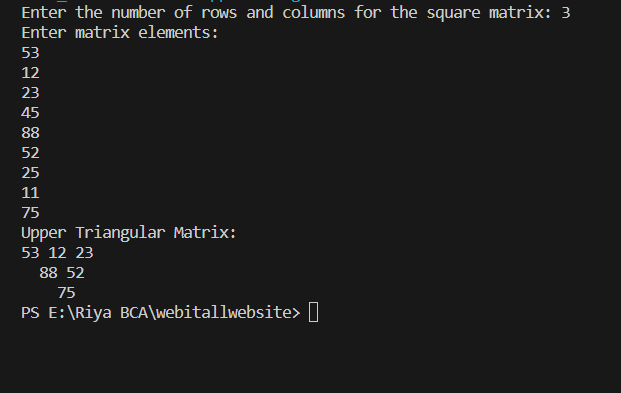 Enter the number of rows and columns for the square matrix: 3
Enter matrix elements:
53
12
23
45
88
52
25
11
75
Upper Triangular Matrix:
53 12 23
  88 52
    75
PS E:\Riya BCA\webitallwebsite>